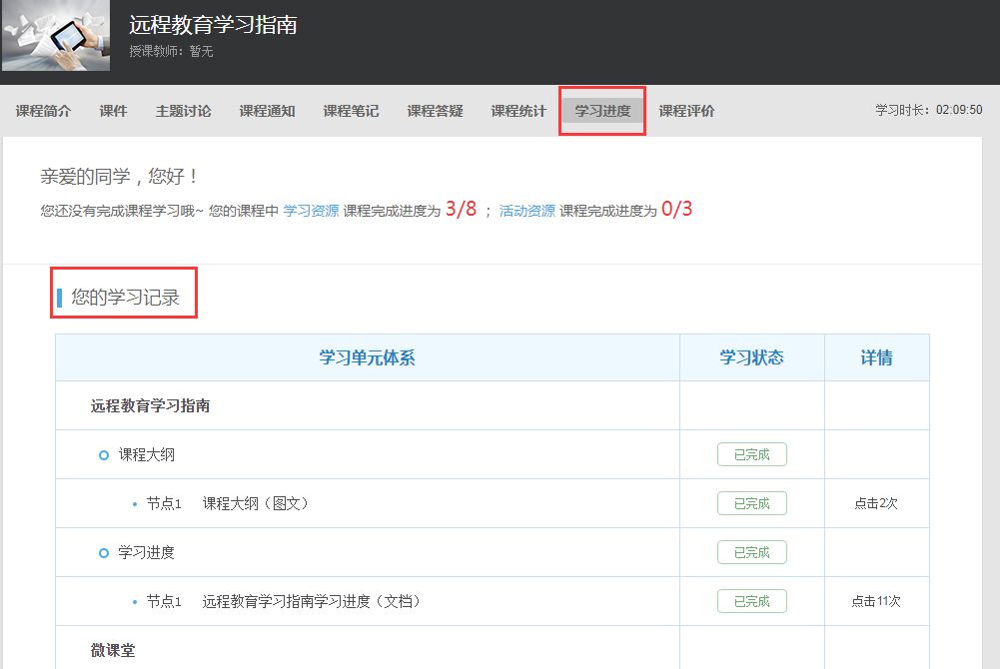 远程教育学习指南
授课教师：暂无
课程简介 课件 主题讨论 课程通知 课程笔记 课程答疑 课程统计 学习进度 课程评价 学习时长：02:09:50
亲爱的同学，您好！
您还没有完成课程学习哦~ 您的课程中 学习资源 课程完成进度为 3/8 ；活动资源 课程完成进度为 0/3
您的学习记录
学习单元体系 学习状态 详情
远程教育学习指南
课程大纲 已完成
节点1 课程大纲（图文） 已完成 点击2次
学习进度 已完成
节点1 远程教育学习指南学习进度（文档） 已完成 点击11次
微课堂